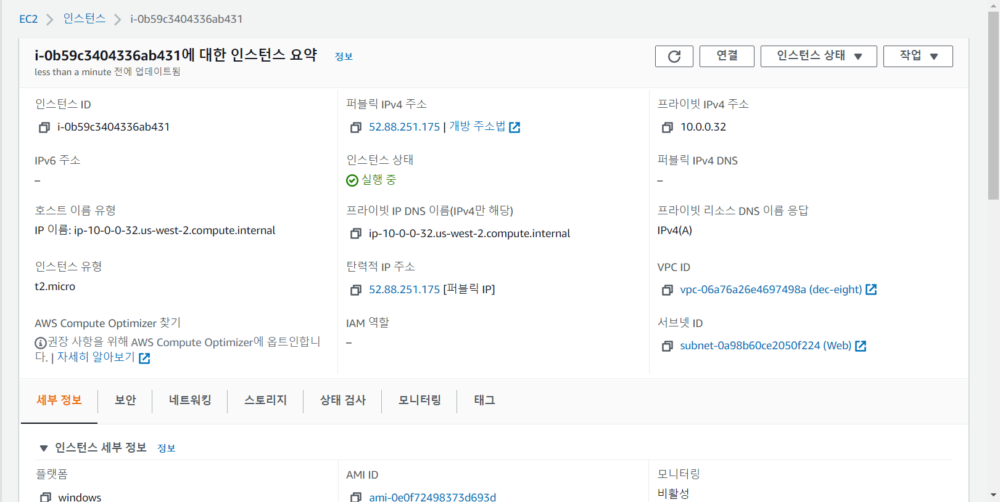 EC2 > 인스턴스 > i-0b59c3404336ab431
i-0b59c3404336ab431에 대한 인스턴스 요약 정보
less than a minute 전에 업데이트됨
연결
인스턴스 상태
작업
인스턴스 ID
i-0b59c3404336ab431
퍼블릭 IPv4 주소
52.88.251.175 | 개방 주소법
프라이빗 IPv4 주소
10.0.0.32
IPv6 주소
–
인스턴스 상태
실행 중
퍼블릭 IPv4 DNS
–
호스트 이름 유형
IP 이름: ip-10-0-0-32.us-west-2.compute.internal
프라이빗 IP DNS 이름(IPv4만 해당)
ip-10-0-0-32.us-west-2.compute.internal
프라이빗 리소스 DNS 이름 응답
IPv4(A)
인스턴스 유형
t2.micro
탄력적 IP 주소
52.88.251.175 [퍼블릭 IP]
VPC ID
vpc-06a76a26e4697498a (dec-eight)
AWS Compute Optimizer 찾기
권장 사항을 위해 AWS Compute Optimizer에 옵트인합니
다. | 자세히 알아보기
IAM 역할
–
서브넷 ID
subnet-0a98b60ce2050f224 (Web)
세부 정보
보안
네트워킹
스토리지
상태 검사
모니터링
태그
인스턴스 세부 정보 정보
플랫폼
windows
AMI ID
ami-0e0f72498373d693d
모니터링
비활성